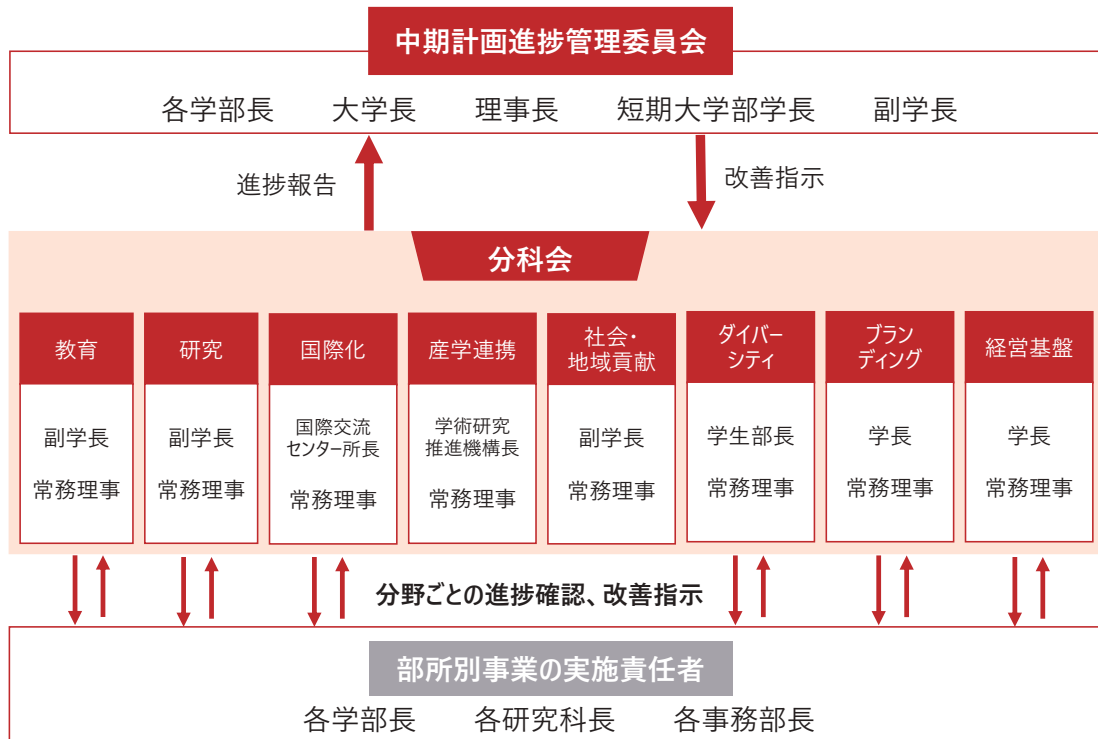 中期計画進捗管理委員会
各学部長 大学長 理事長 短期大学部学長 副学長
進捗報告
改善指示
分科会
教育
副学長
常務理事
研究
副学長
常務理事
国際化
国際交流
センター所長
常務理事
産学連携
学術研究
推進機構長
常務理事
社会・
地域貢献
副学長
常務理事
ダイバー
シティ
学生部長
常務理事
ブラン
ディング
学長
常務理事
経営基盤
学長
常務理事
分野ごとの進捗確認、改善指示
部所別事業の実施責任者
各学部長 各研究科長 各事務部長